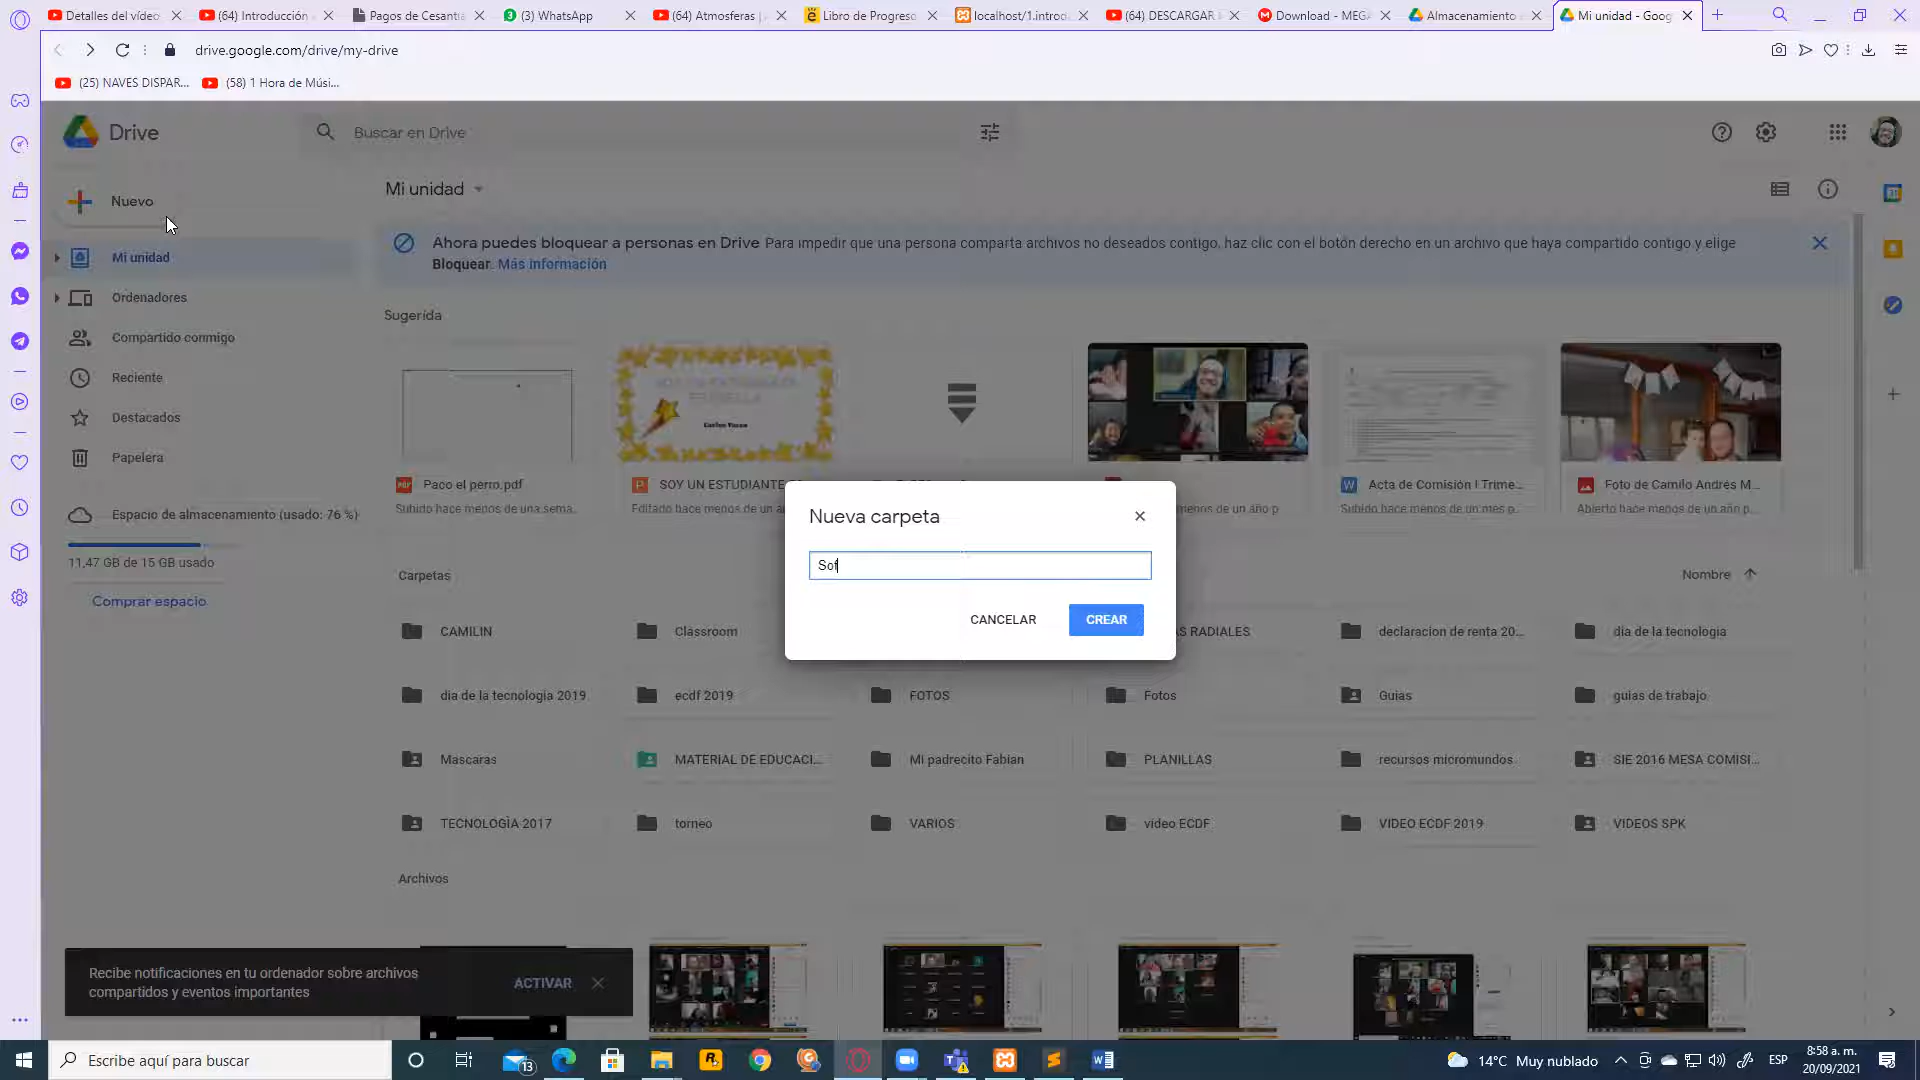 Detalles del vídeo
(64) Introducción
Pagos de Cesantí
(3) WhatsApp
(64) Atmosferas |
Libro de Progreso
localhost/1.introd
(64) DESCARGAR
Download - MEGA
Almacenamiento
Mi unidad - Goog
drive.google.com/drive/my-drive
(25) NAVES DISPAR...
(58) 1 Hora de Músi...
Drive
Buscar en Drive
Nuevo
Mi unidad
Ordenadores
Compartido conmigo
Reciente
Destacados
Papelera
Espacio de almacenamiento (usado: 76 %)
11,47 GB de 15 GB usado
Comprar espacio
Mi unidad
Ahora puedes bloquear a personas en Drive Para impedir que una persona comparta archivos no deseados contigo, haz clic con el botón derecho en un archivo que haya compartido contigo y elige
Bloquear. Más información
Sugerida
Carlos Yazca
Paco el perro.pdf
Subido hace menos de una sema...
SOY UN ESTUDIANTE
Editado hace menos de un a
menos de un año p
Acta de Comisión I Trime...
Subido hace menos de un mes p
Foto de Camilo Andrés M...
Abierto hace menos de un año p
Nueva carpeta
Sof
CANCELAR
CREAR
Carpetas
Nombre
CAMILIN
Classroom
AS RADIALES
declaracion de renta 20...
dia de la tecnologia
dia de la tecnologia 2019
ecdf 2019
FOTOS
Fotos
Guias
guias de trabajo
Mascaras
MATERIAL DE EDUCACI...
Mi padrecito Fabian
PLANILLAS
recursos micromundos
SIE 2016 MESA COMISI...
TECNOLOGÌA 2017
torneo
VARIOS
video ECDF
VIDEO ECDF 2019
VIDEOS SPK
Archivos
Recibe notificaciones en tu ordenador sobre archivos
compartidos y eventos importantes
ACTIVAR
Escribe aquí para buscar
13
14°C Muy nublado
ESP
8:58 a. m.
20/09/2021